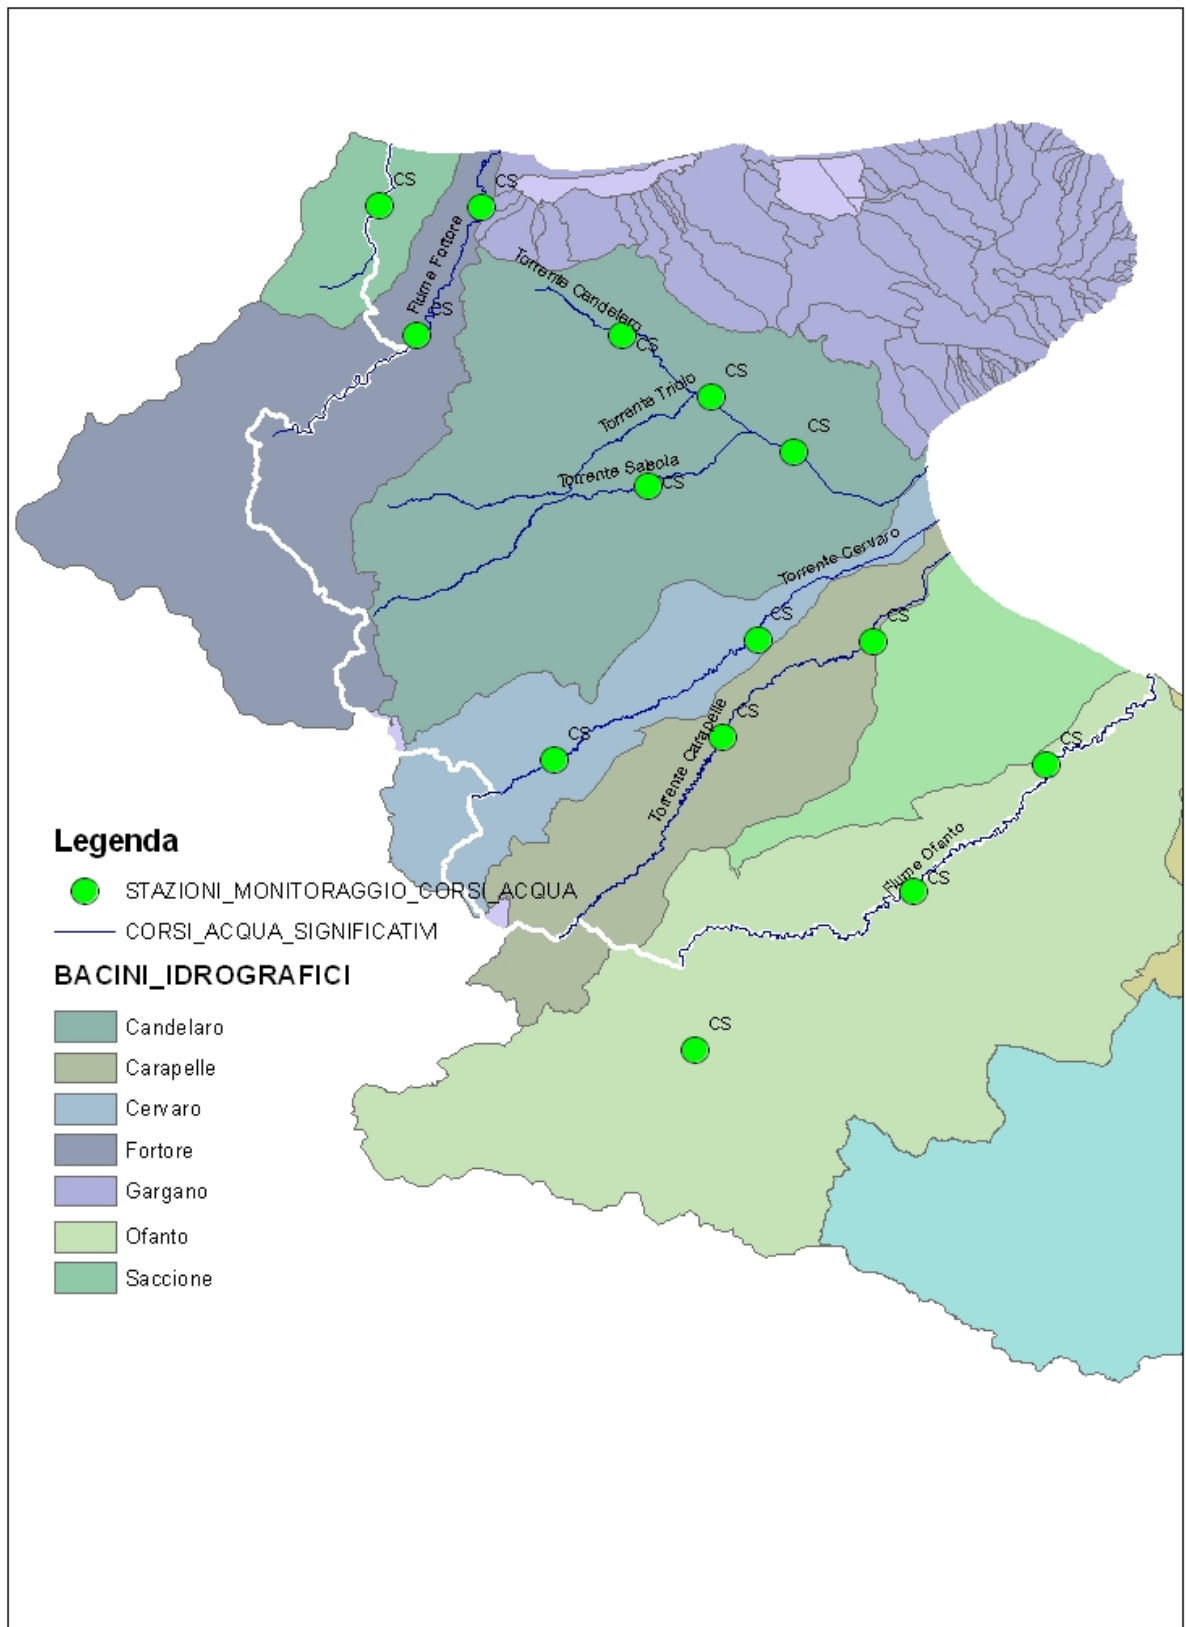 CS
CS
Fiume Fortore
CS
Torrente Candelaro
CS
CS
Torrente Triolo
CS
Torrente Salsola
CS
Torrente Cervaro
CS
CS
CS
Torrente Carapelle
CS
CS
Fiume Ofanto
CS
CS
Legenda
STAZIONI_MONITORAGGIO_CORSI_ACQUA
CORSI_ACQUA_SIGNIFICATIVI
BACINI_IDROGRAFICI
Candelaro
Carapelle
Cervaro
Fortore
Gargano
Ofanto
Saccione